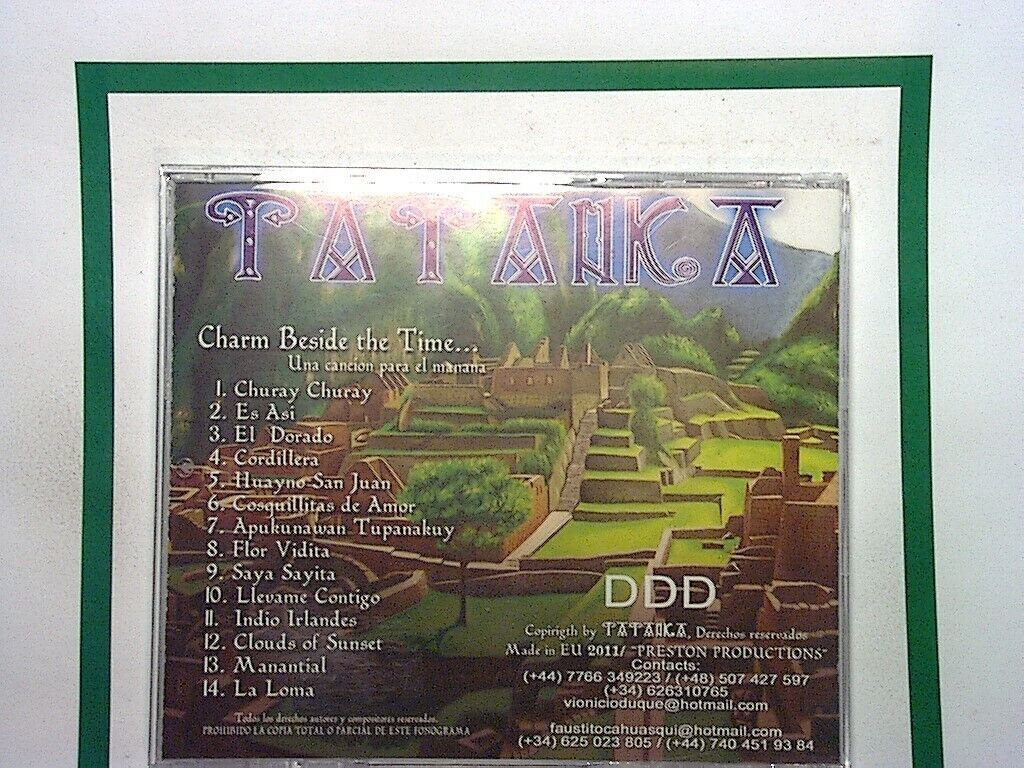 TATANKA
Charm Beside the Time...
Una cancion para el manana
1. Churay Churay
2. Es Asi
3. El Dorado
4. Cordillera
5. Huayno San Juan
6. Cosquillitas de Amor
7. Apukunawan Tupanakuy
8. Flor Vidita
9. Saya Sayita
10. Llevame Contigo
11. Indio Irlandes
12. Clouds of Sunset
13. Manantial
14. La Loma
Todos los derechos autores y compositores reservados.
PROHIBIDO LA COPIA TOTAL O PARCIAL DE ESTE FONOGRAMA
DDD
Copirigth by TATANKA, Derechos reservados
Made in EU 2011/ "PRESTON PRODUCTIONS"
Contacts:
(+44) 7766 349223 / (+48) 507 427 597
(+34) 626310765
vionicioduque@hotmail.com
faustitocahuasqui@hotmail.com
(+34) 625 023 805 / (+44) 740 451 93 84